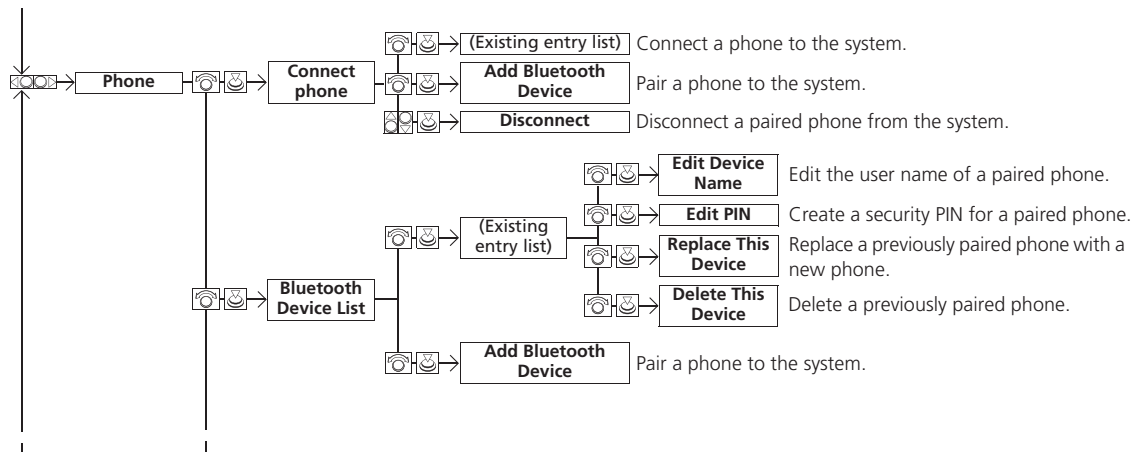 (Existing entry list) Connect a phone to the system.
Phone
Connect
phone
Add Bluetooth
Device
Pair a phone to the system.
Disconnect
Disconnect a paired phone from the system.
Edit Device
Name
Edit the user name of a paired phone.
(Existing
entry list)
Edit PIN
Create a security PIN for a paired phone.
Replace This
Device
Replace a previously paired phone with a
new phone.
Bluetooth
Device List
Delete This
Device
Delete a previously paired phone.
Add Bluetooth
Device
Pair a phone to the system.